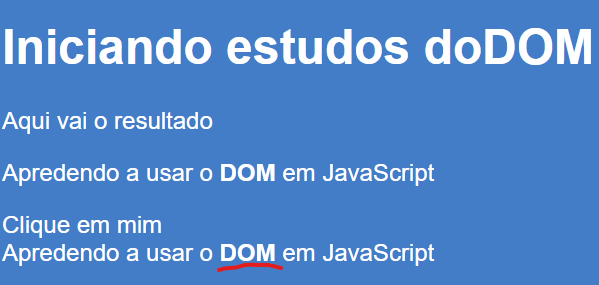 Iniciando estudos doDOM
Aqui vai o resultado
Apredendo a usar o DOM em JavaScript
Clique em mim
Apredendo a usar o DOM em JavaScript